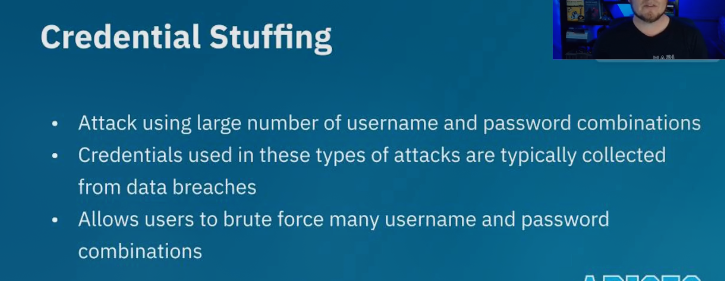 Credential Stuffing
• Attack using large number of username and password combinations
• Credentials used in these types of attacks are typically collected
from data breaches
• Allows users to brute force many username and password
combinations